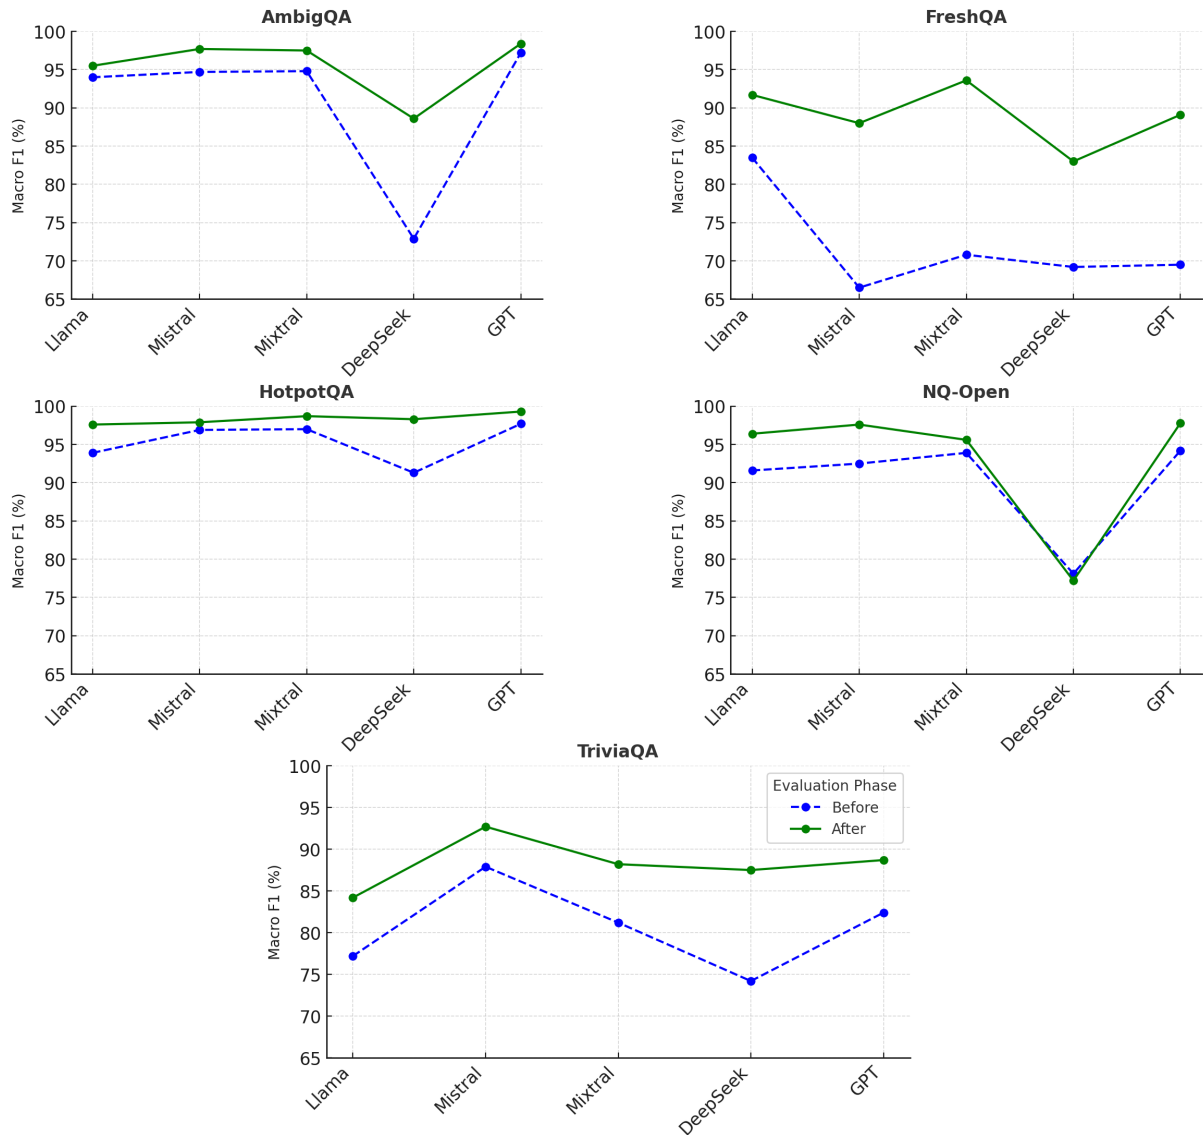 AmbigQA
Macro F1 (%)
100
95
90
85
80
75
70
65
Llama
Mistral
Mixtral
DeepSeek
GPT
FreshQA
Macro F1 (%)
100
95
90
85
80
75
70
65
Llama
Mistral
Mixtral
DeepSeek
GPT
HotpotQA
Macro F1 (%)
100
95
90
85
80
75
70
65
Llama
Mistral
Mixtral
DeepSeek
GPT
NQ-Open
Macro F1 (%)
100
95
90
85
80
75
70
65
Llama
Mistral
Mixtral
DeepSeek
GPT
TriviaQA
Macro F1 (%)
100
95
90
85
80
75
70
65
Evaluation Phase
Before
After
Llama
Mistral
Mixtral
DeepSeek
GPT